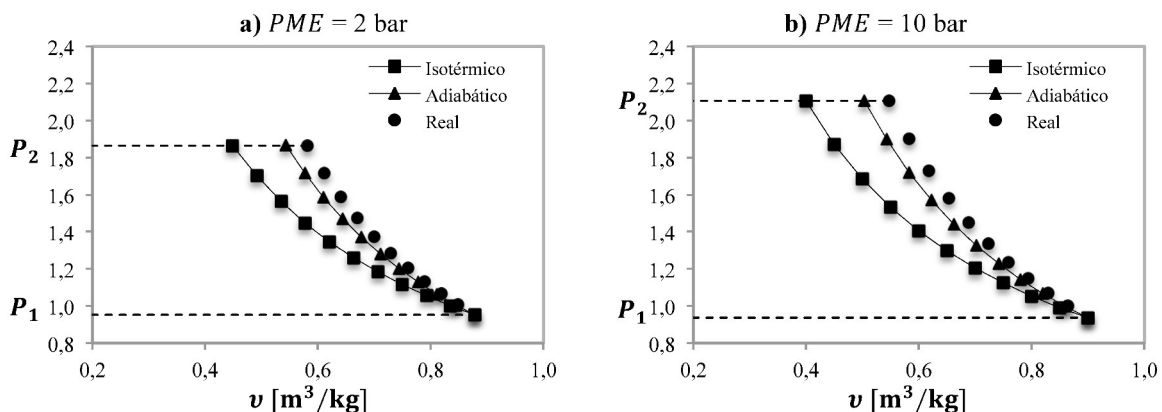 a) PME = 2 bar
2,4
2,2
2,0
1,8
1,6
1,4
1,2
1,0
0,8
P₂
P₁
Isotérmico
Adiabático
Real
0,2 0,4 0,6 0,8 1,0
υ [m³/kg]
b) PME = 10 bar
2,4
2,2
2,0
1,8
1,6
1,4
1,2
1,0
0,8
P₂
P₁
Isotérmico
Adiabático
Real
0,2 0,4 0,6 0,8 1,0
υ [m³/kg]